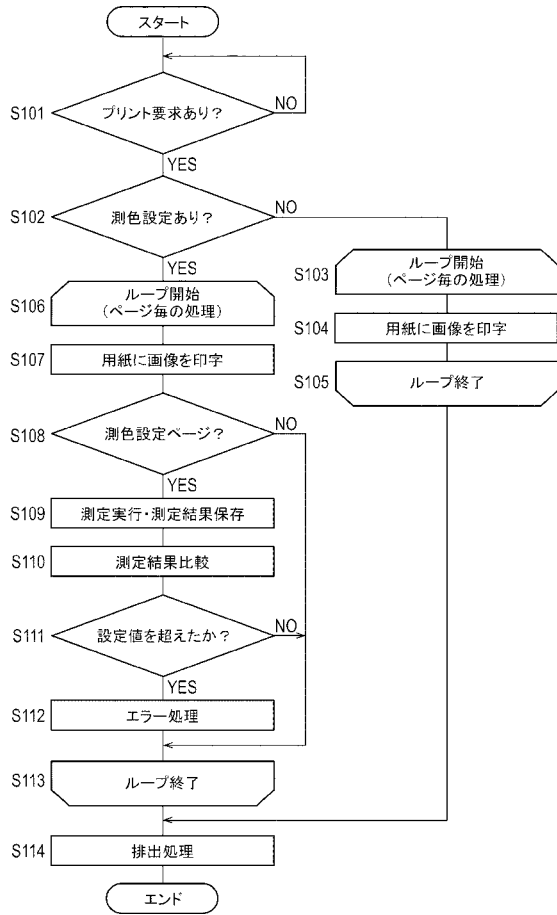 スタート
S101
プリント要求あり？
NO
YES
S102
測色設定あり？
NO
YES
S103
ループ開始
(ページ毎の処理)
S104
用紙に画像を印字
S105
ループ終了
S106
ループ開始
(ページ毎の処理)
S107
用紙に画像を印字
S108
測色設定ページ？
NO
YES
S109
測定実行・測定結果保存
S110
測定結果比較
S111
設定値を超えたか？
NO
YES
S112
エラー処理
S113
ループ終了
S114
排出処理
エンド